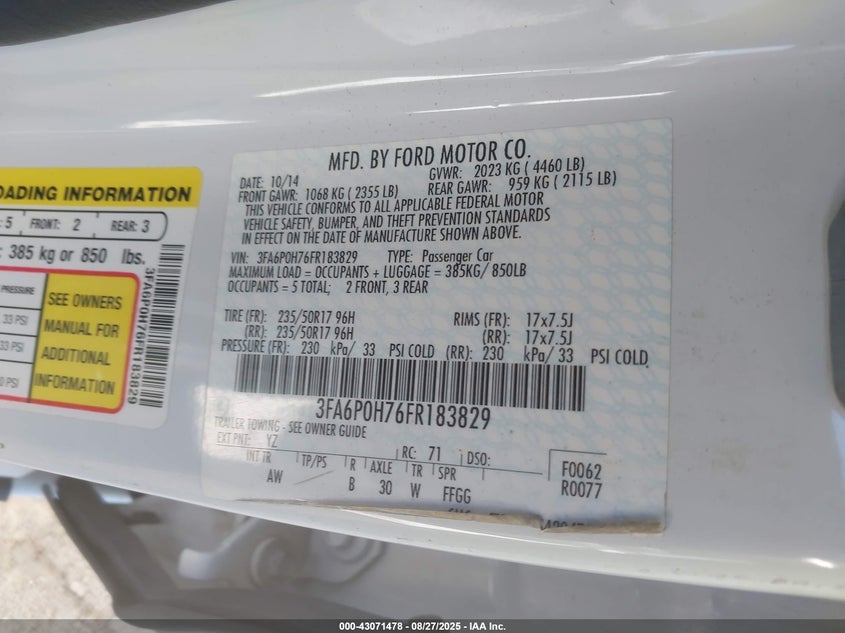 OADING INFORMATION
5 FRONT: 2 REAR: 3
: 385 kg or 850 lbs.
PRESSURE
33 PSI
33 PSI
0 PSI
SEE OWNERS
MANUAL FOR
ADDITIONAL
INFORMATION
3FA6P0H76FR183829
MFD. BY FORD MOTOR CO.
DATE: 10/14 GVWR: 2023 KG ( 4460 LB)
FRONT GAWR: 1068 KG ( 2355 LB) REAR GAWR: 959 KG ( 2115 LB)
THIS VEHICLE CONFORMS TO ALL APPLICABLE FEDERAL MOTOR
VEHICLE SAFETY, BUMPER, AND THEFT PREVENTION STANDARDS
IN EFFECT ON THE DATE OF MANUFACTURE SHOWN ABOVE.
VIN: 3FA6P0H76FR183829 TYPE: Passenger Car
MAXIMUM LOAD = OCCUPANTS + LUGGAGE = 385KG/ 850LB
OCCUPANTS = 5 TOTAL; 2 FRONT, 3 REAR
TIRE (FR): 235/50R17 96H RIMS (FR): 17x7.5J
(RR): 235/50R17 96H (RR): 17x7.5J
PRESSURE (FR): 230 kPa/ 33 PSI COLD (RR): 230 kPa/ 33 PSI COLD
3FA6P0H76FR183829
TRAILER TOWING - SEE OWNER GUIDE
EXT PNT: YZ RC: 71 DSO:
INT TR TP/PS R AXLE TR SPR F0062
AW B 30 W FFGG R0077
000-43071478 - 08/27/2025 - IAA Inc.